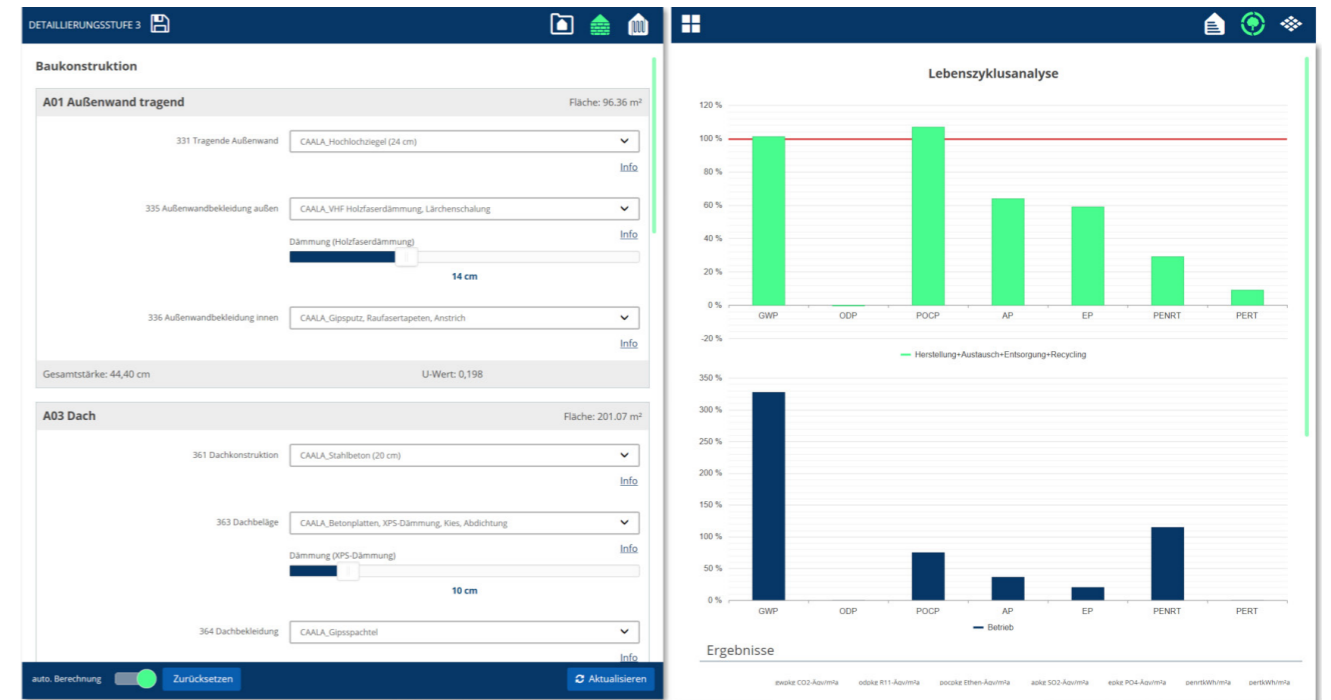 DETAILLIERUNGSSTUFE 3
Baukonstruktion
A01 Außenwand tragend Fläche: 96.36 m²
331 Tragende Außenwand CAALA_Hochlochziegel (24 cm)
Info
335 Außenwandbekleidung außen CAALA_VHF Holzfaserdämmung, Lärchenschalung
Info
Dämmung (Holzfaserdämmung)
14 cm
336 Außenwandbekleidung innen CAALA_Gipsputz, Raufasertapeten, Anstrich
Info
Gesamtstärke: 44,40 cm U-Wert: 0,198
A03 Dach Fläche: 201.07 m²
361 Dachkonstruktion CAALA_Stahlbeton (20 cm)
Info
363 Dachbeläge CAALA_Betonplatten, XPS-Dämmung, Kies, Abdichtung
Info
Dämmung (XPS-Dämmung)
10 cm
364 Dachbekleidung CAALA_Gipsspachtel
Info
auto. Berechnung Zurücksetzen Aktualisieren
Lebenszyklusanalyse
120 %
100 %
80 %
60 %
40 %
20 %
0 %
GWP ODP POCP AP EP PENRT PERT
-20 %
Herstellung+Austausch+Entsorgung+Recycling
350 %
300 %
250 %
200 %
150 %
100 %
50 %
0 %
GWP ODP POCP AP EP PENRT PERT
Betrieb
Ergebnisse